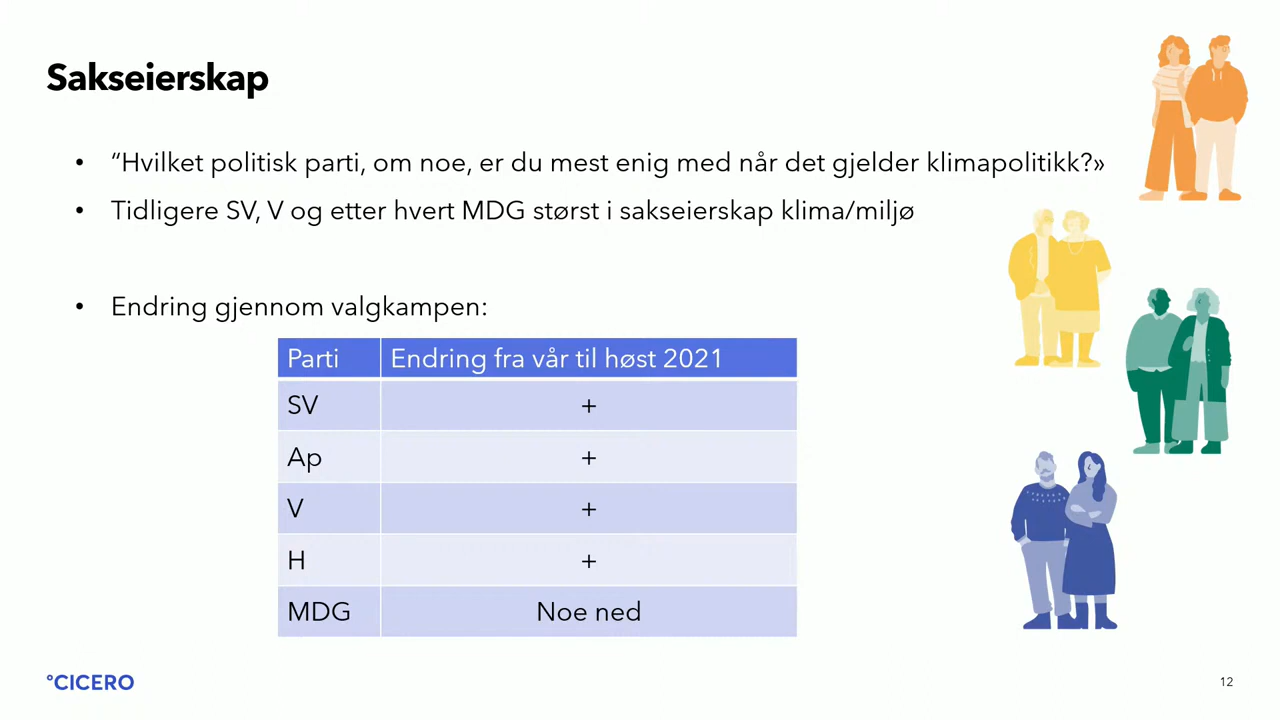 Sakseierskap
• “Hvilket politisk parti, om noe, er du mest enig med når det gjelder klimapolitikk?»
• Tidligere SV, V og etter hvert MDG størst i sakseierskap klima/miljø
• Endring gjennom valgkampen:
Parti Endring fra vår til høst 2021
SV +
Ap +
V +
H +
MDG Noe ned
°CICERO
12